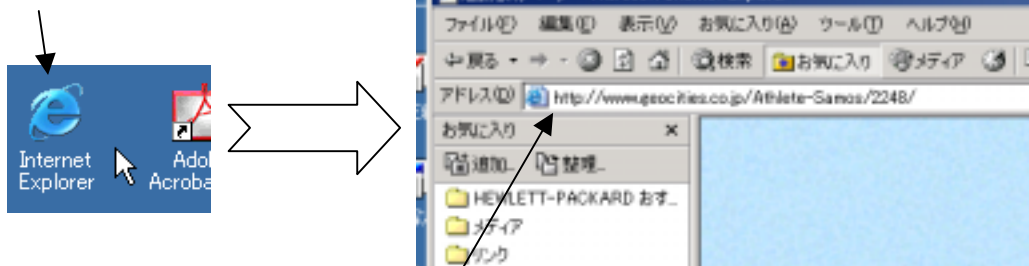 Internet
Explorer
Ado
Acroba
ファイル(F) 編集(E) 表示(V) お気に入り(A) ツール(T) ヘルプ(H)
戻る 検索 お気に入り メディア
アドレス(D) http://www.geocities.co.jp/Athlete-Samos/2248/
お気に入り
追加... 整理...
HEWLETT-PACKARD おす...
メディア
リンク